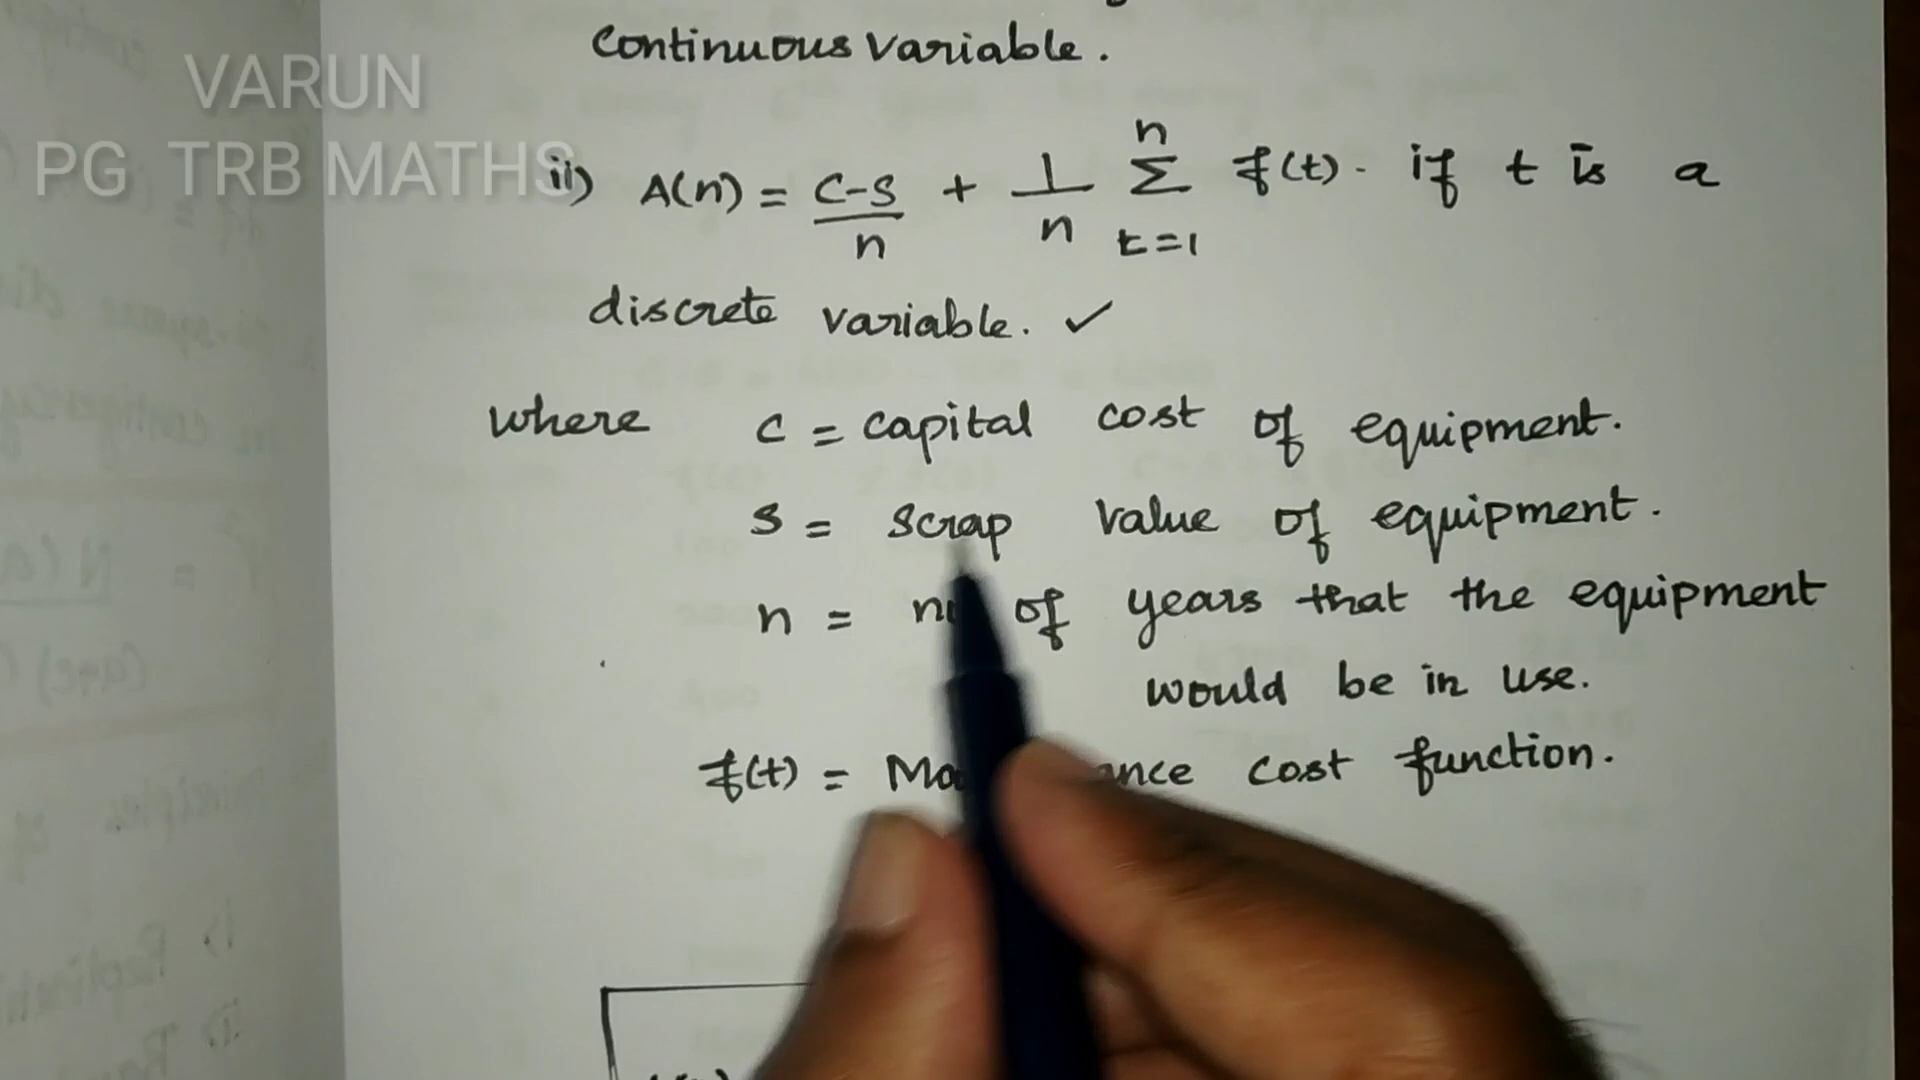 continuous variable.
VARUN
PG TRB MATHS
ii) A(n) = C-S/n + 1/n Σ f(t). if t is a
n
t=1
discrete variable. ✓
where C = capital cost of equipment.
S = scrap value of equipment.
n = of years that the equipment
would be in use.
f(t) = cost function.